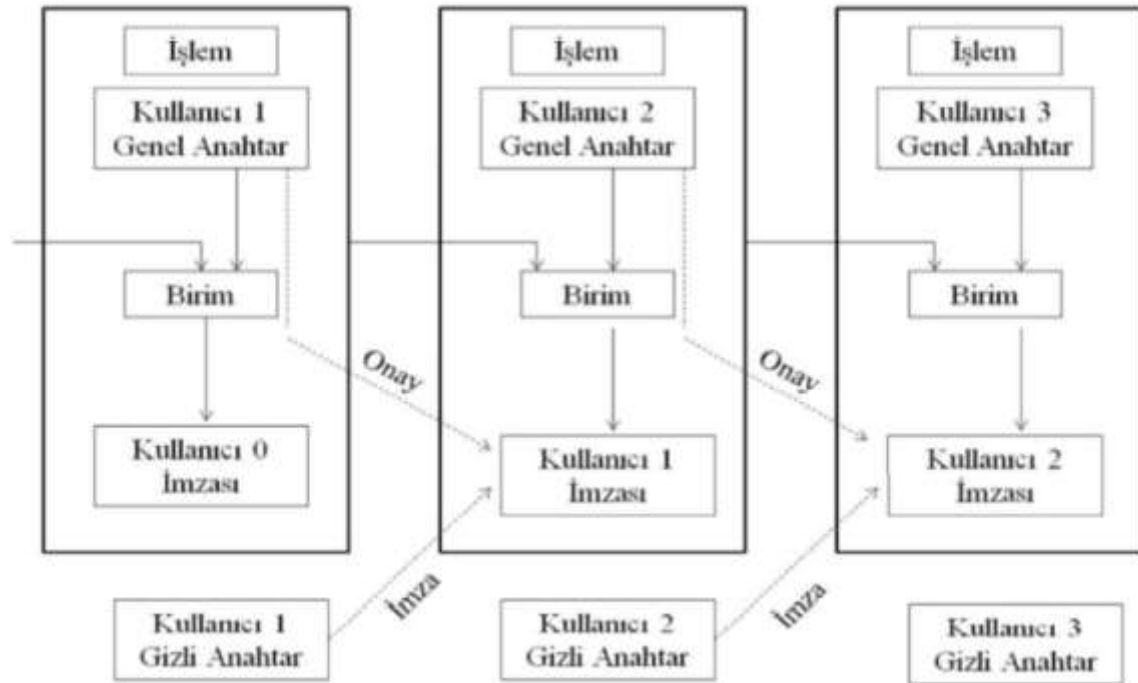 İşlem
İşlem
İşlem
Kullanıcı 1
Genel Anahtar
Kullanıcı 2
Genel Anahtar
Kullanıcı 3
Genel Anahtar
Birim
Birim
Birim
Onay
Onay
Kullanıcı 0
İmzası
Kullanıcı 1
İmzası
Kullanıcı 2
İmzası
İmza
İmza
Kullanıcı 1
Gizli Anahtar
Kullanıcı 2
Gizli Anahtar
Kullanıcı 3
Gizli Anahtar